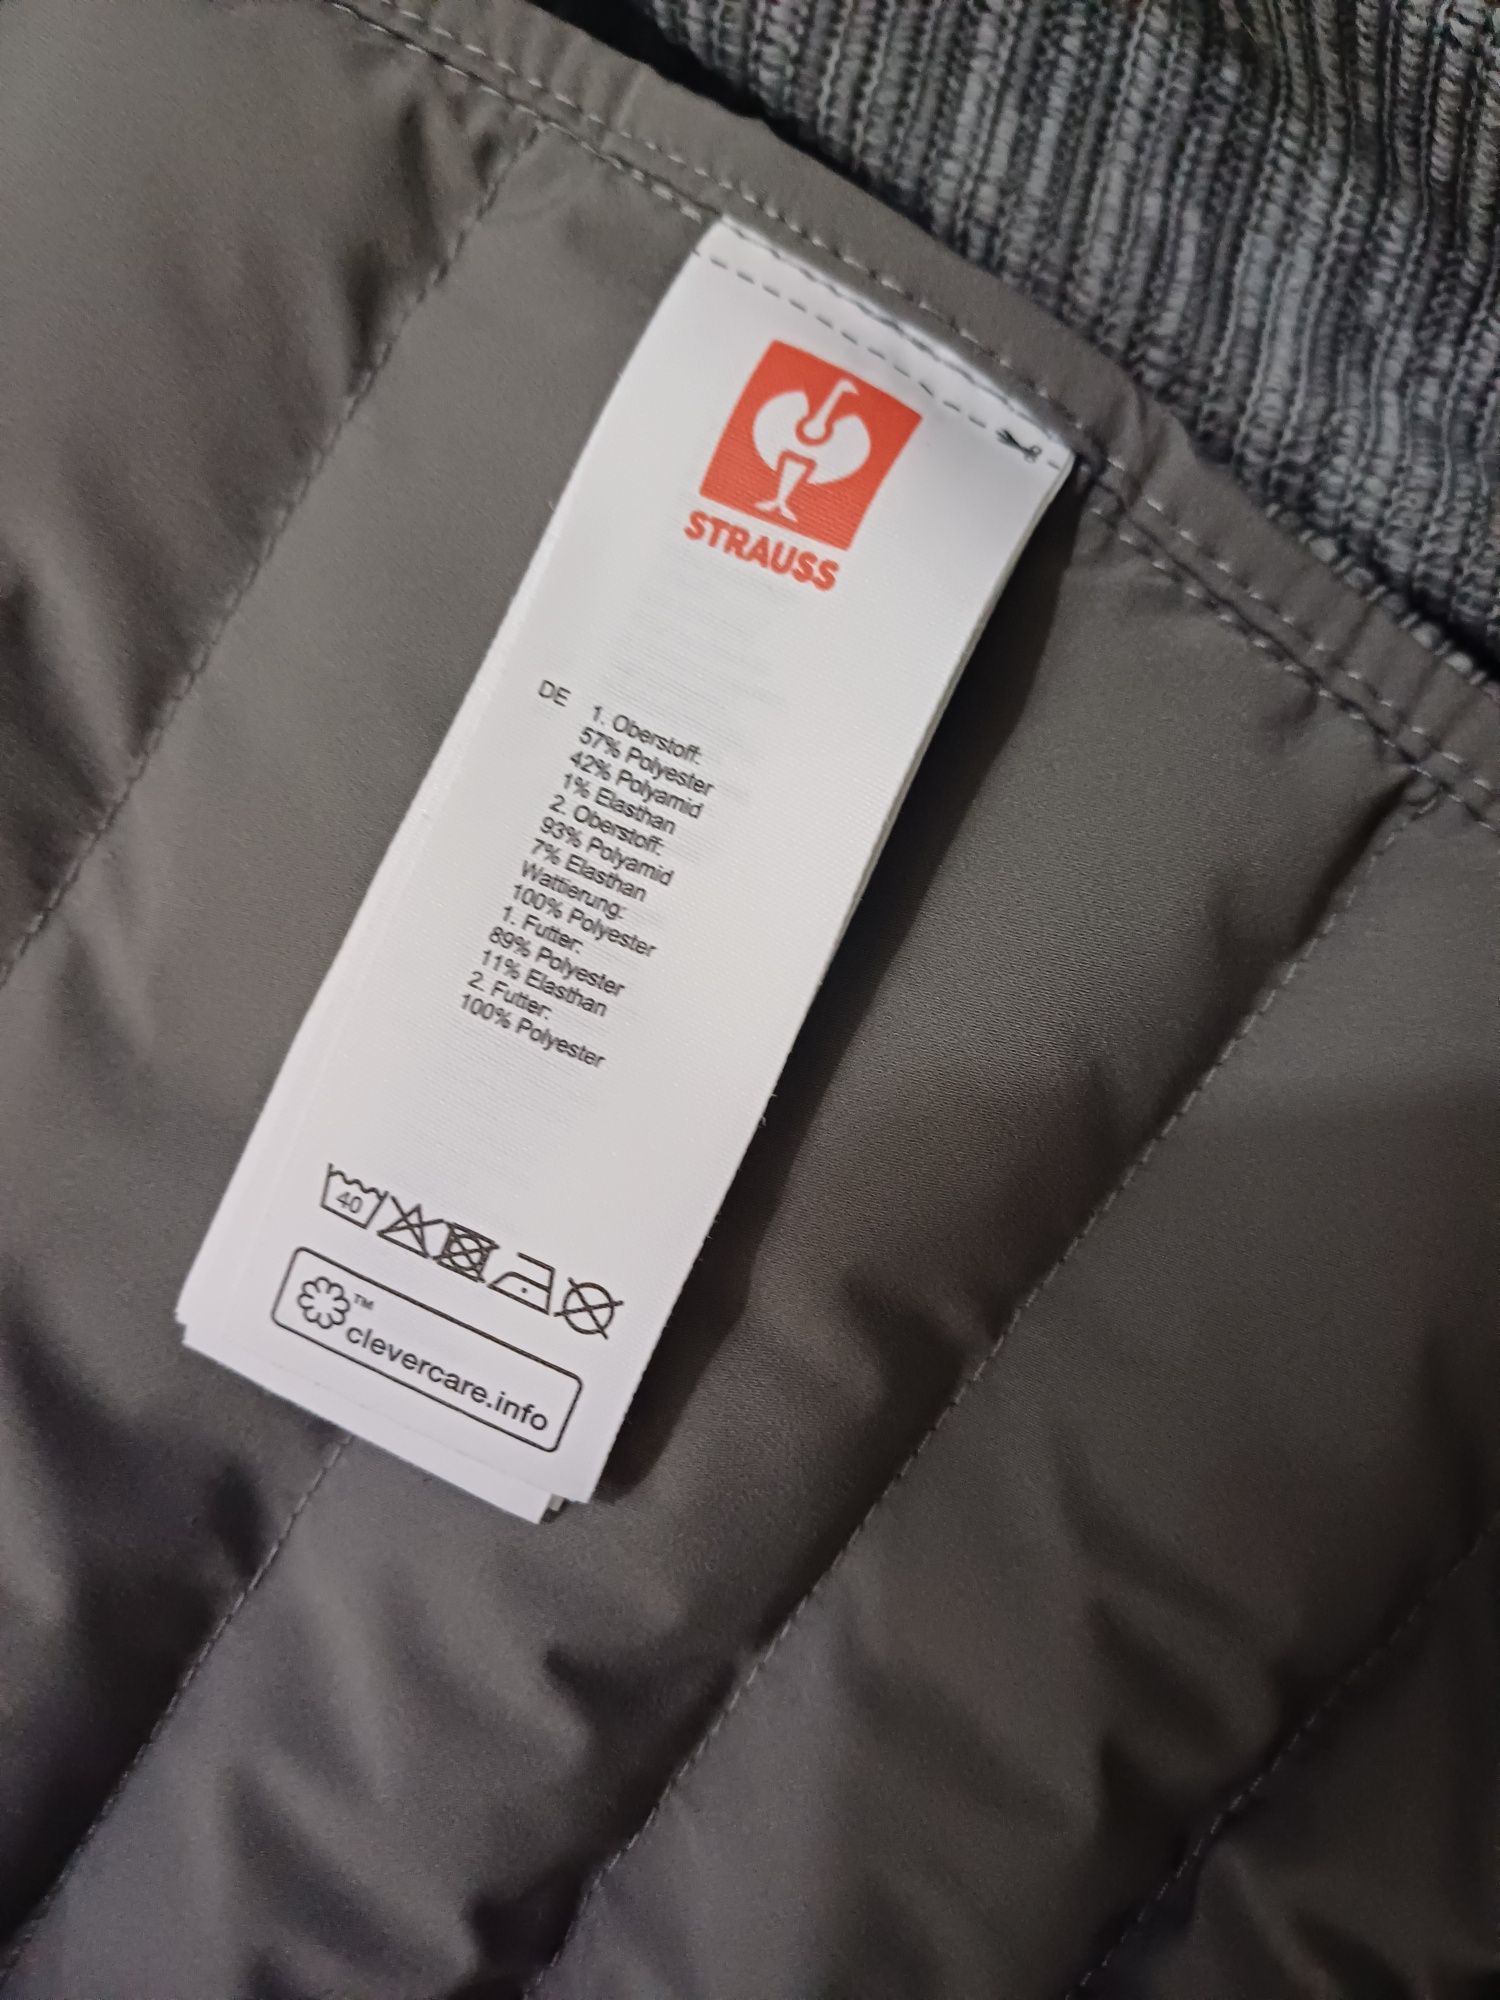 STRAUSS
DE 1. Oberstoff:
57% Polyester
42% Polyamid
1% Elasthan
2. Oberstoff:
93% Polyamid
7% Elasthan
Wattierung:
100% Polyester
1. Futter:
89% Polyester
11% Elasthan
2. Futter:
100% Polyester
40
™
clevercare.info